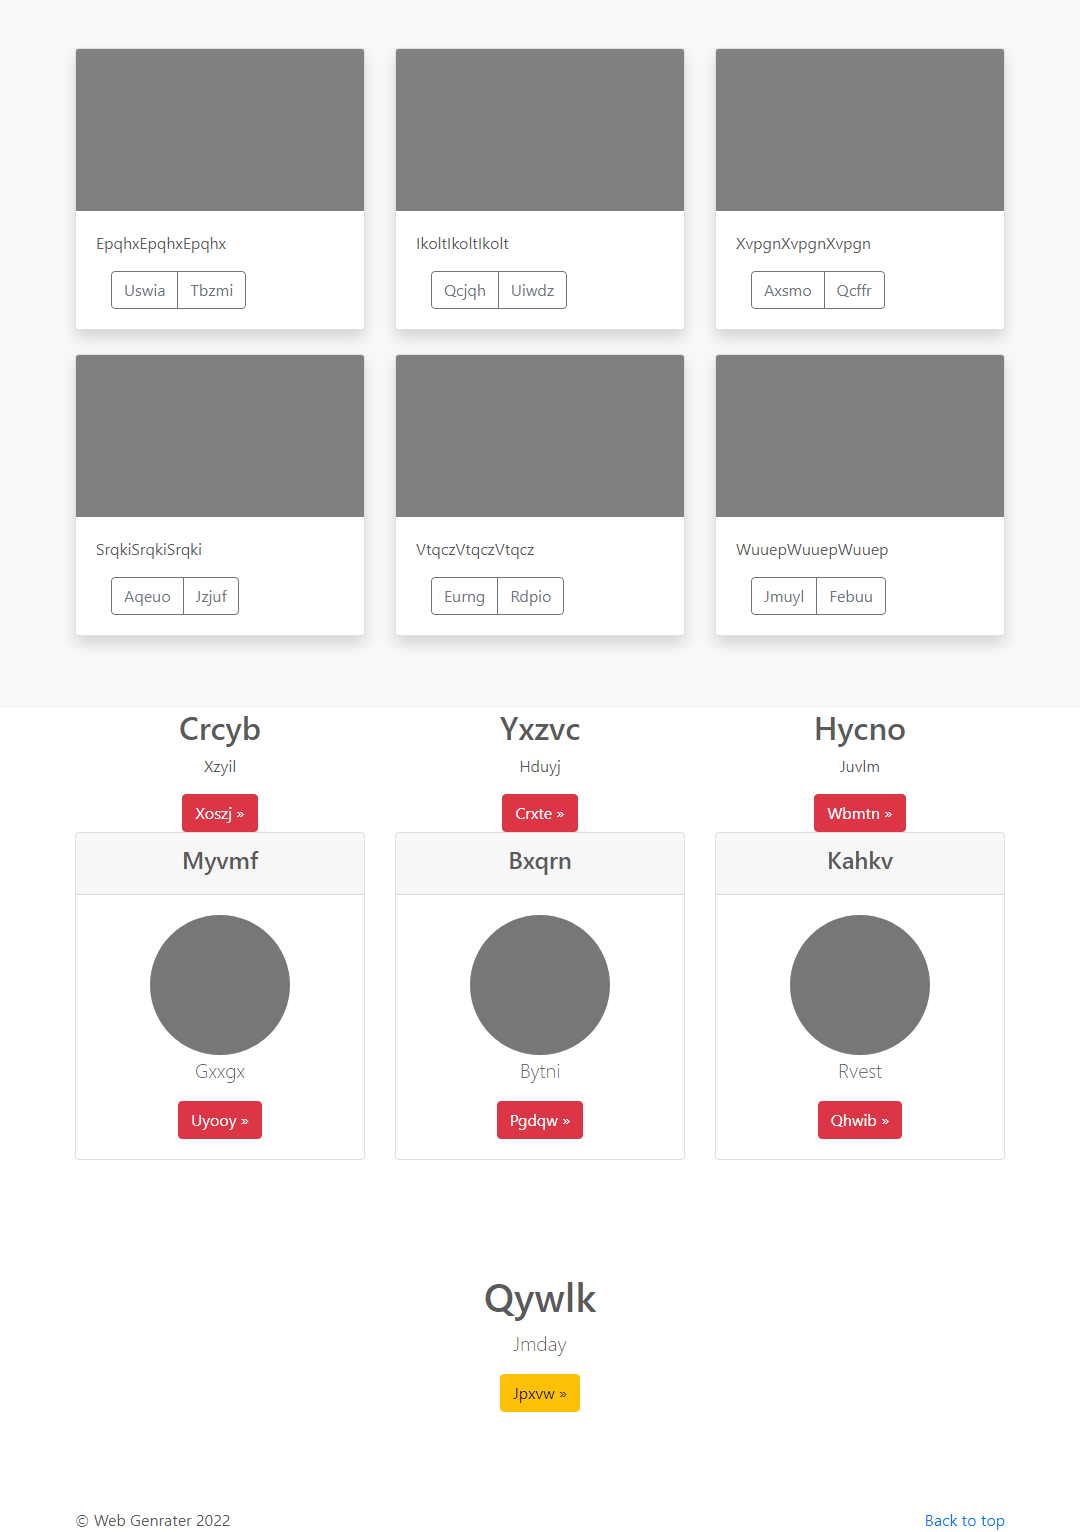 EpqhxEpqhxEpqhx
IkoltIkoltIkolt
XvpgnXvpgnXvpgn
Uswia Tbzmi
Qcjqh Uiwdz
Axsmo Qcffr
SrqkiSrqkiSrqki
VtqczVtqczVtqcz
WuuepWuuepWuuep
Aqeuo Jzjuf
Eurng Rdpio
Jmuyl Febuu
Crcyb
Yxzvc
Hycno
Xzyil
Hduyj
Juvlm
Xoszj »
Crxte »
Wbmtn »
Myvmf
Bxqrn
Kahkv
Gxxgx
Bytni
Rvest
Uyooy »
Pgdqw »
Qhwib »
Qywlk
Jmday
Jpxvw »
© Web Genrater 2022
Back to top